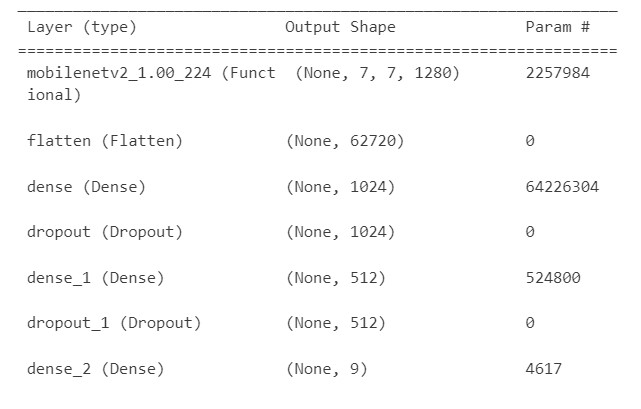 Layer (type) Output Shape Param #
mobilenetv2_1.00_224 (Funct (None, 7, 7, 1280) 2257984
ional)
flatten (Flatten) (None, 62720) 0
dense (Dense) (None, 1024) 64226304
dropout (Dropout) (None, 1024) 0
dense_1 (Dense) (None, 512) 524800
dropout_1 (Dropout) (None, 512) 0
dense_2 (Dense) (None, 9) 4617